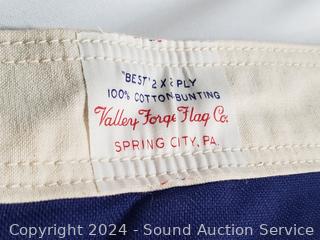 "BEST" 2 X 2 PLY
100% COTTON BUNTING
Valley Forge Flag Co.
SPRING CITY, PA.
Copyright 2024 - Sound Auction Service